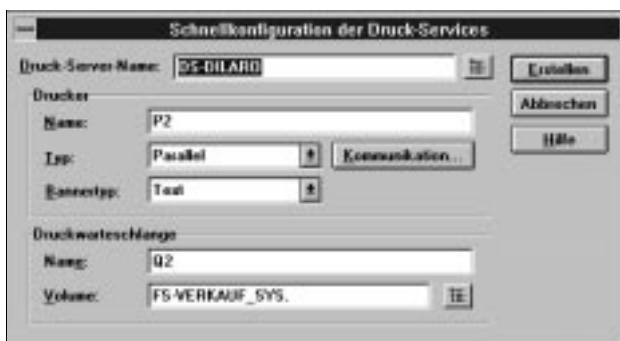 Schnellkonfiguration der Druck-Services
Druck-Server-Name: DS-DILARD
Erstellen
Drucker
Abbrechen
Name: P2
Hilfe
Typ: Parallel Kommunikation...
Bannertyp: Text
Druckwarteschlange
Name: Q2
Volume: FS-VERKAUF_SYS.